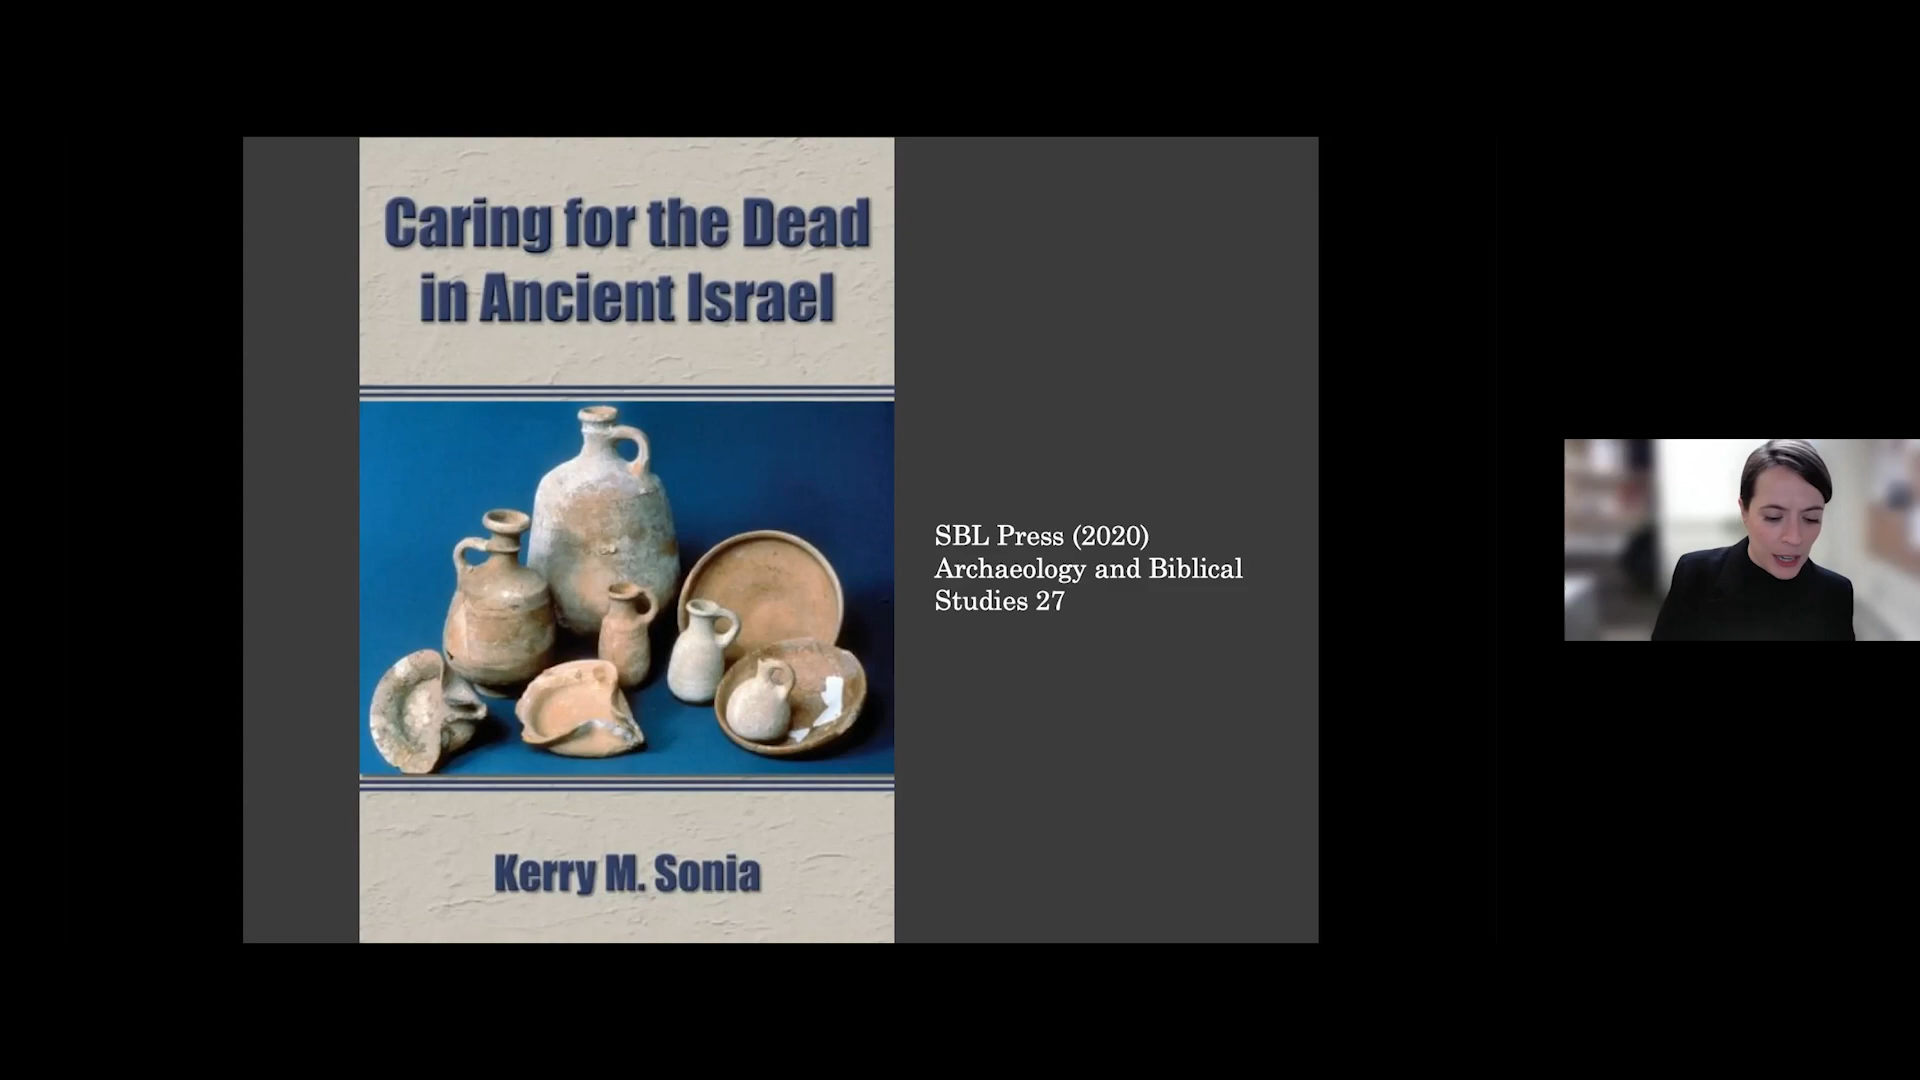 Caring for the Dead
in Ancient Israel
Kerry M. Sonia
SBL Press (2020)
Archaeology and Biblical
Studies 27